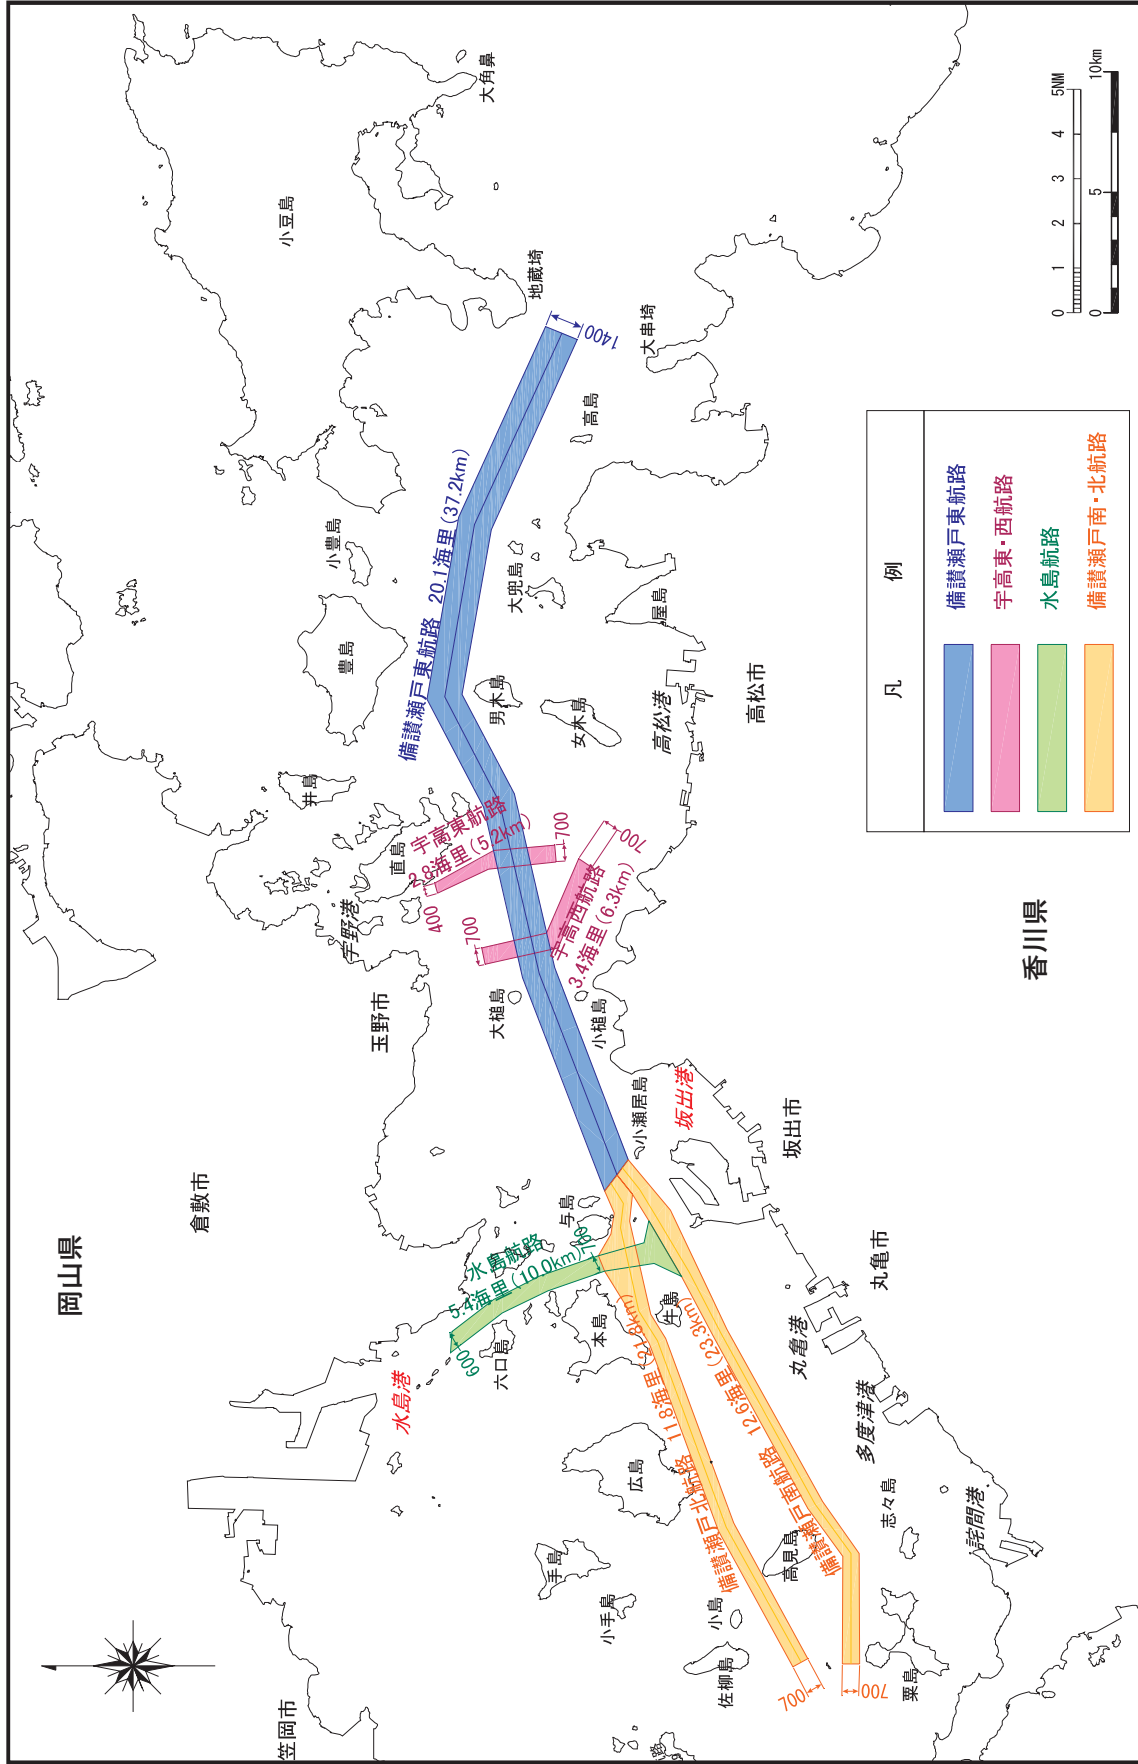 岡山県
倉敷市
笠岡市
玉野市
水島港
宇野港
小豆島
大角鼻
地蔵埼
小豊島
豊島
井島
直島
備讃瀬戸東航路 20.1海里(37.2km)
1400
大串埼
高島
大兜島
男木島
女木島
屋島
高松港
高松市
宇高東航路
2.8海里(5.2km)
400
700
宇高西航路
3.4海里(6.3km)
700
700
大槌島
小槌島
小瀬居島
坂出港
坂出市
与島
水島航路
5.4海里(10.0km)
600
700
六口島
本島
牛島
広島
手島
小手島
小島
佐柳島
高見島
備讃瀬戸北航路 11.8海里(21.8km)
700
備讃瀬戸南航路 12.6海里(23.3km)
700
丸亀市
丸亀港
多度津港
志々島
粟島
詫間港
香川県
0 1 2 3 4 5NM
0 5 10km
凡例
備讃瀬戸東航路
宇高東・西航路
水島航路
備讃瀬戸南・北航路